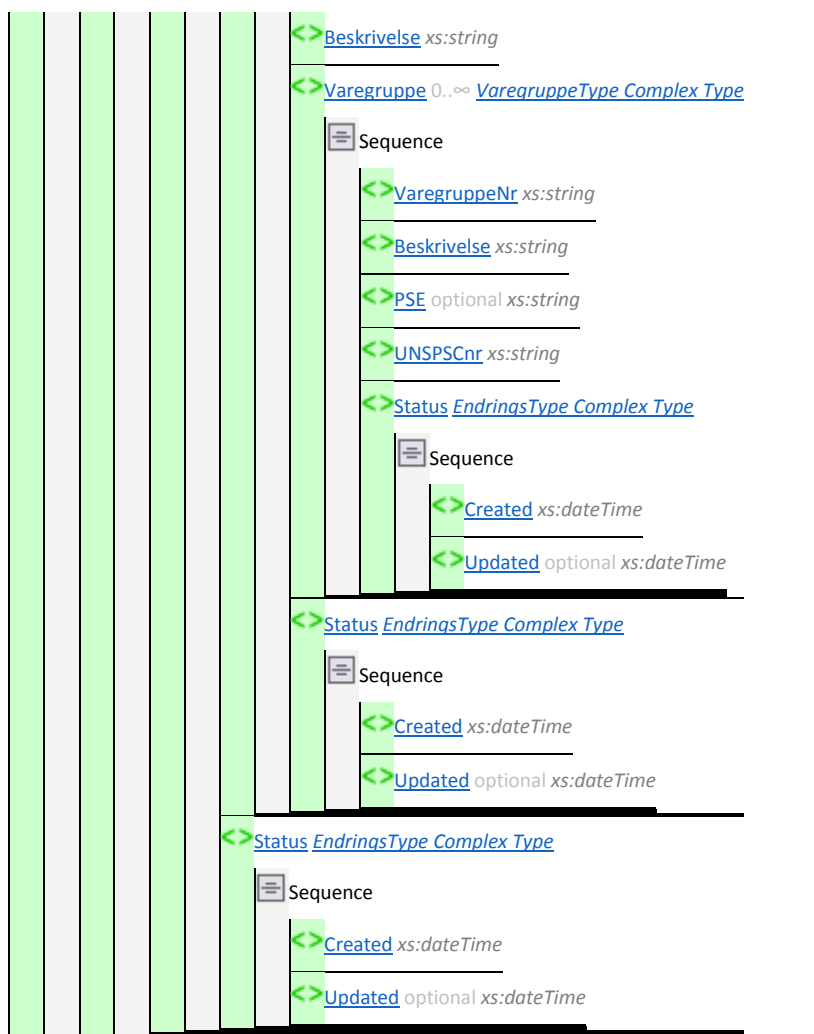 Beskrivelse xs:string
Varegruppe 0..∞ VaregruppeType Complex Type
Sequence
VaregruppeNr xs:string
Beskrivelse xs:string
PSE optional xs:string
UNSPSCnr xs:string
Status EndringsType Complex Type
Sequence
Created xs:dateTime
Updated optional xs:dateTime
Status EndringsType Complex Type
Sequence
Created xs:dateTime
Updated optional xs:dateTime
Status EndringsType Complex Type
Sequence
Created xs:dateTime
Updated optional xs:dateTime